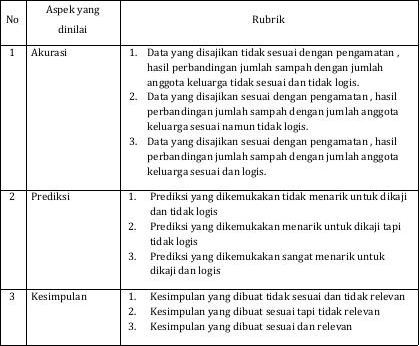 No Aspek yang dinilai Rubrik
1 Akurasi 1. Data yang disajikan tidak sesuai dengan pengamatan ,
hasil perbandingan jumlah sampah dengan jumlah
anggota keluarga tidak sesuai dan tidak logis.
2. Data yang disajikan sesuai dengan pengamatan , hasil
perbandingan jumlah sampah dengan jumlah anggota
keluarga sesuai namun tidak logis.
3. Data yang disajikan sesuai dengan pengamatan , hasil
perbandingan jumlah sampah dengan jumlah anggota
keluarga sesuai dan logis.
2 Prediksi 1. Prediksi yang dikemukakan tidak menarik untuk dikaji
dan tidak logis
2. Prediksi yang dikemukakan menarik untuk dikaji tapi
tidak logis
3. Prediksi yang dikemukakan sangat menarik untuk
dikaji dan logis
3 Kesimpulan 1. Kesimpulan yang dibuat tidak sesuai dan tidak relevan
2. Kesimpulan yang dibuat sesuai tapi tidak relevan
3. Kesimpulan yang dibuat sesuai dan relevan